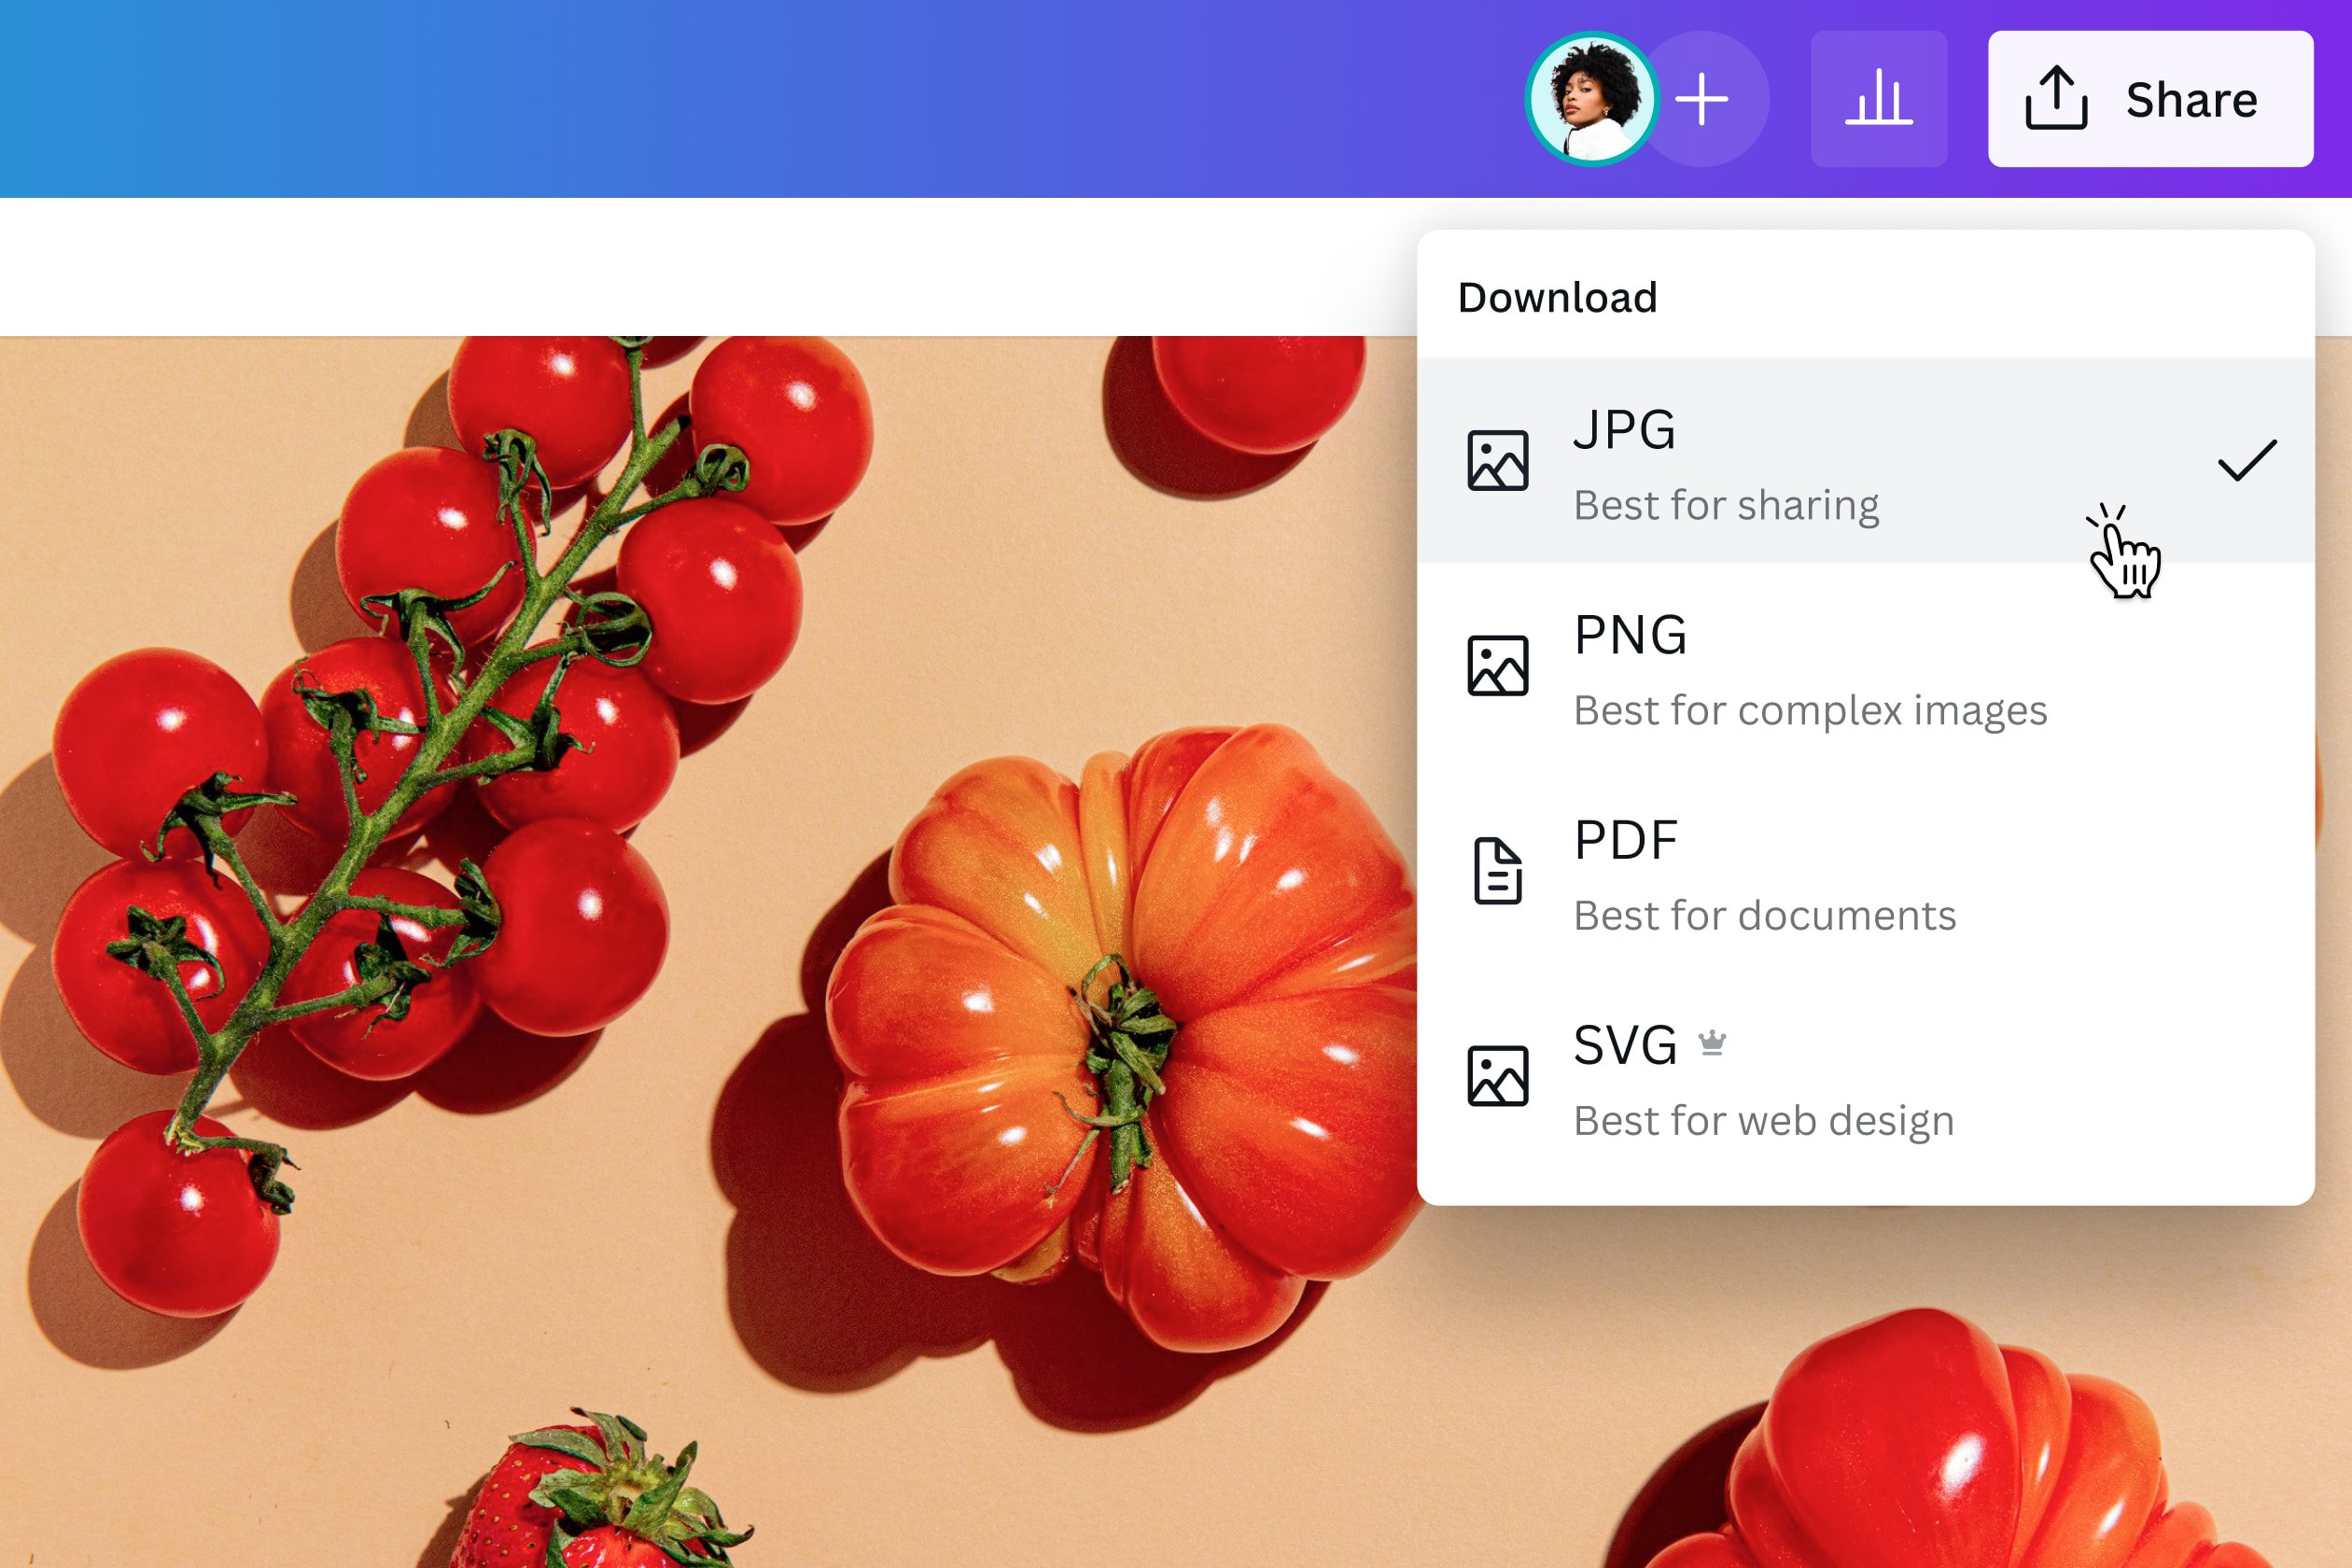 Share
Download
JPG
Best for sharing
PNG
Best for complex images
PDF
Best for documents
SVG
Best for web design